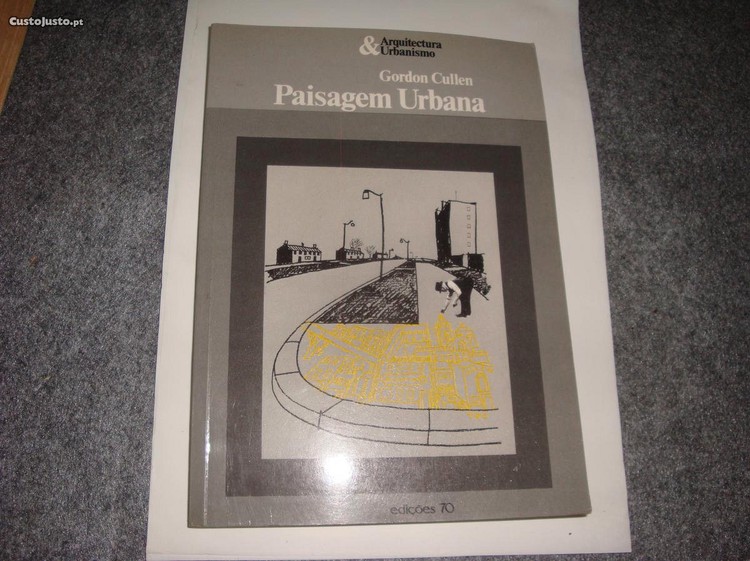 CustoJusto.pt
& Arquitectura
Urbanismo
Gordon Cullen
Paisagem Urbana
edições 70